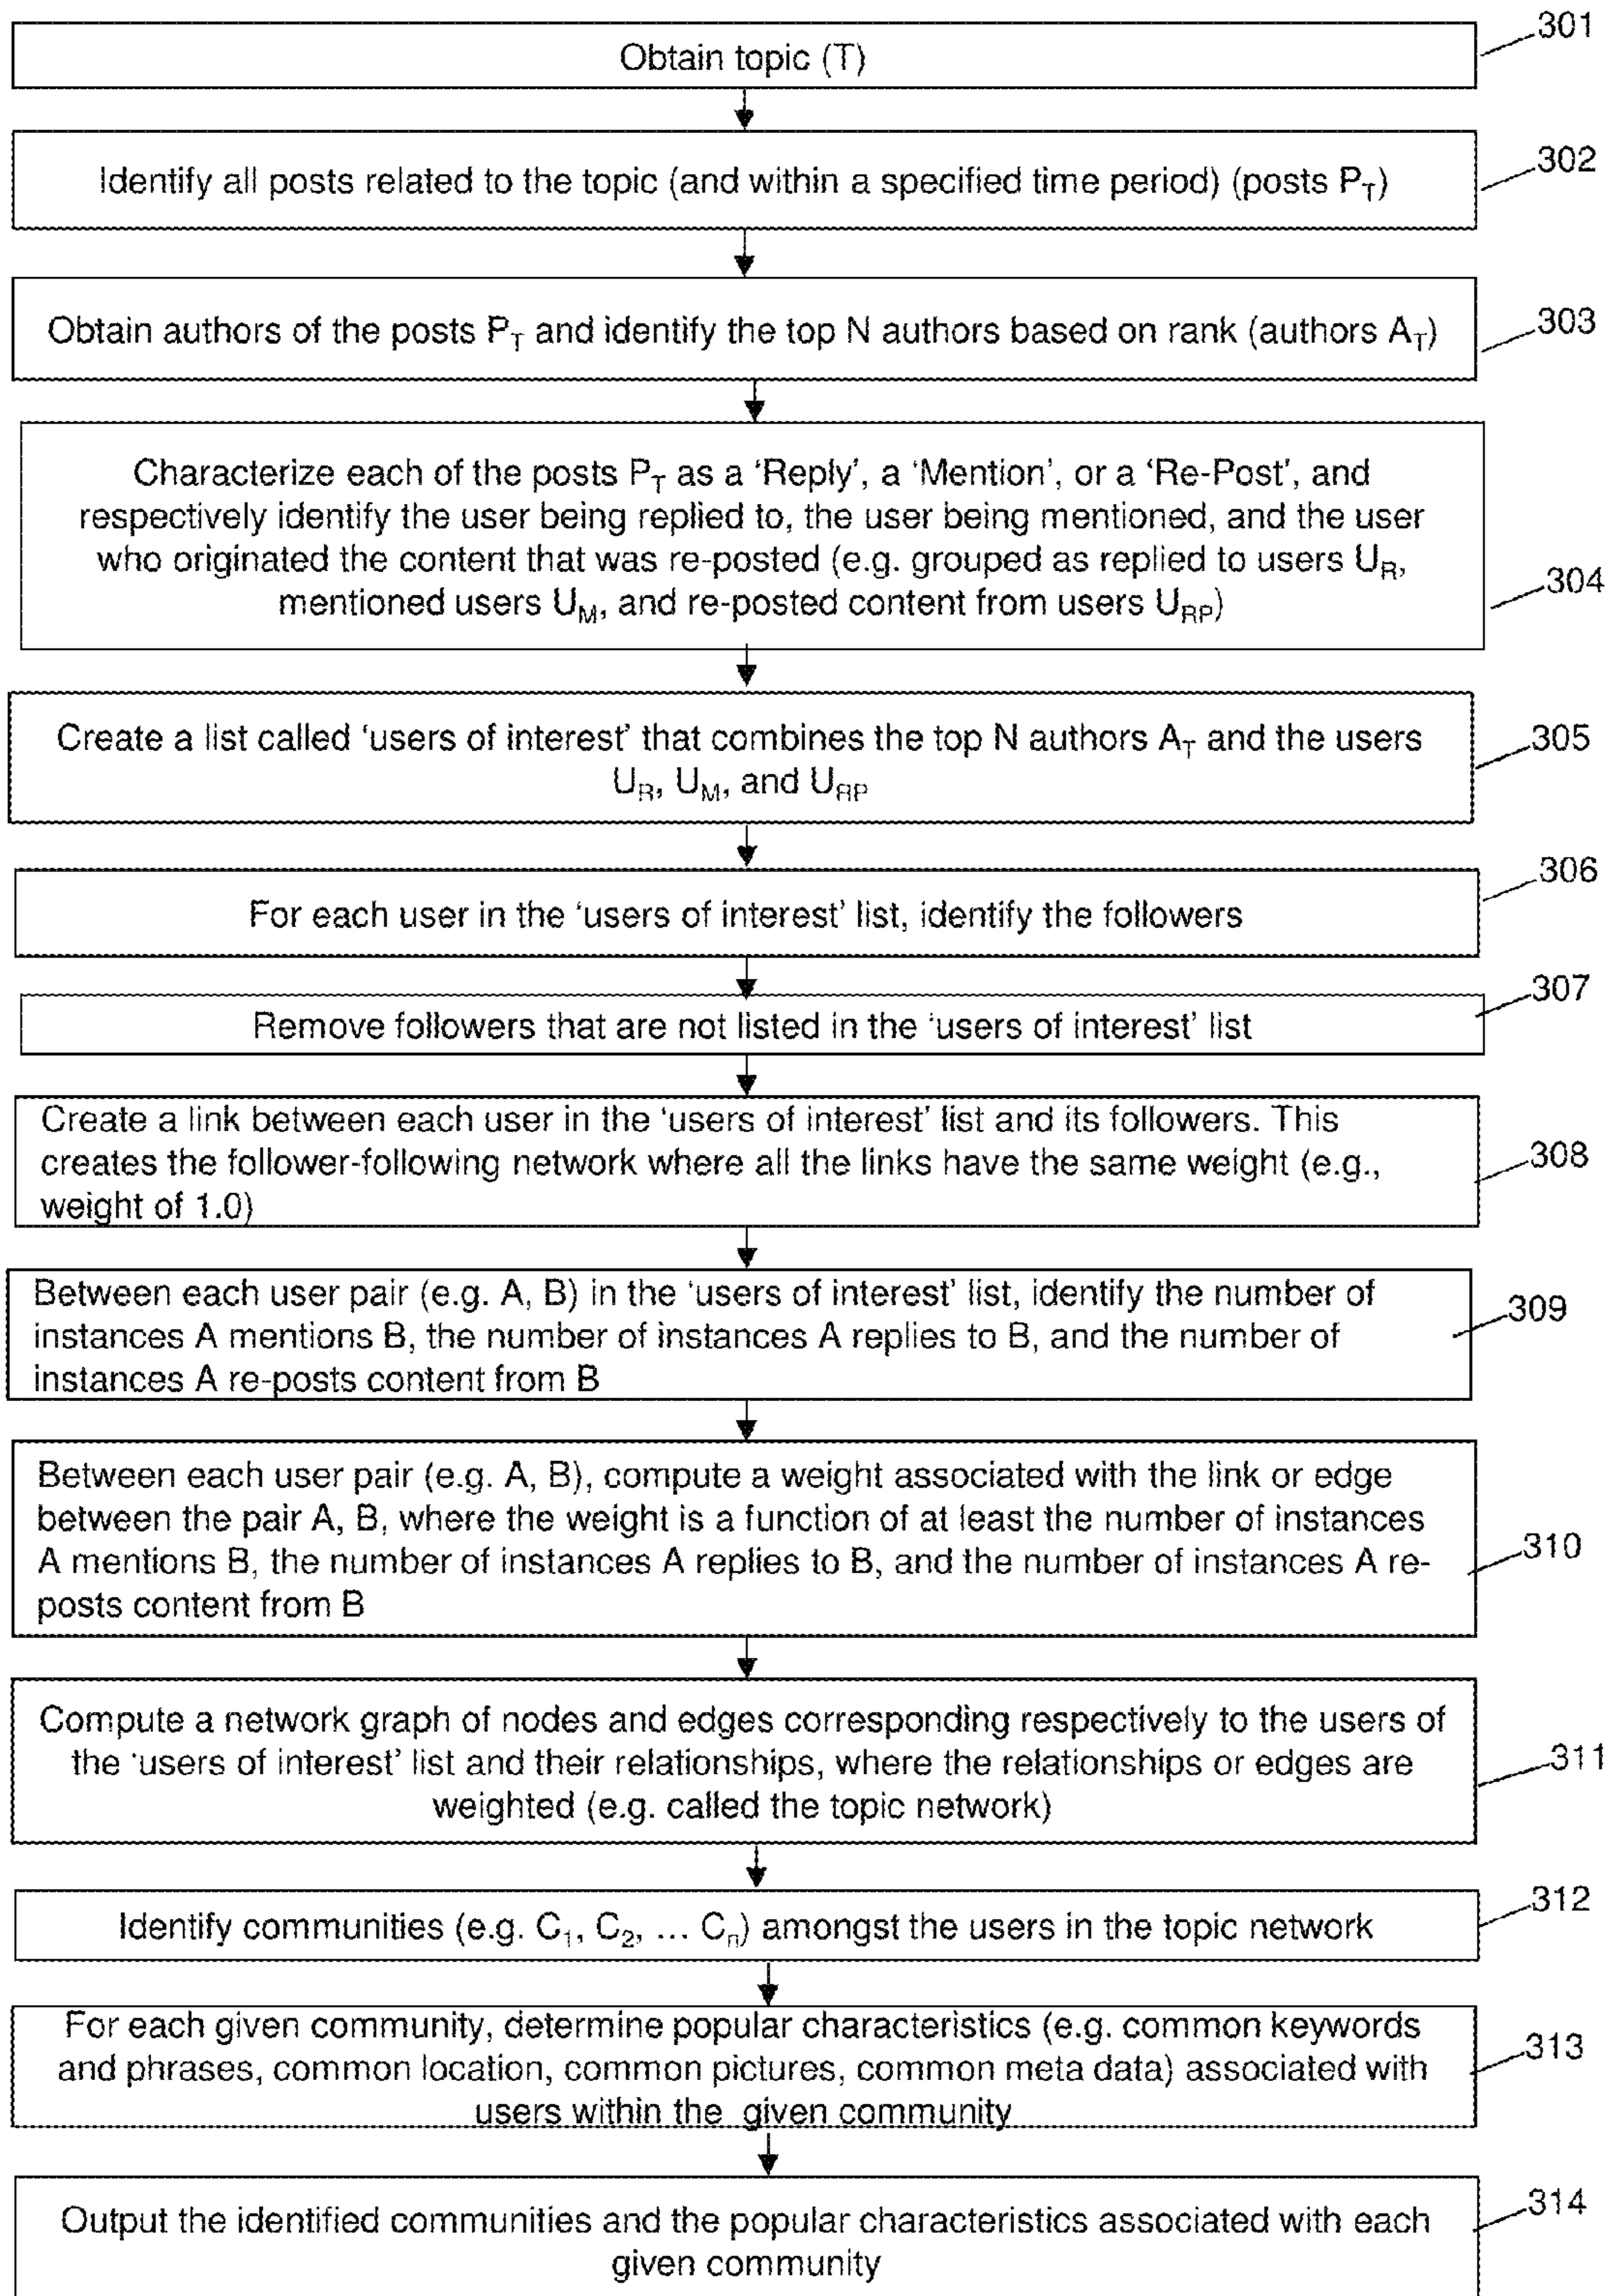 Obtain topic (T)
301
Identify all posts related to the topic (and within a specified time period) (posts P_T)
302
Obtain authors of the posts P_T and identify the top N authors based on rank (authors A_T)
303
Characterize each of the posts P_T as a 'Reply', a 'Mention', or a 'Re-Post', and
respectively identify the user being replied to, the user being mentioned, and the user
who originated the content that was re-posted (e.g. grouped as replied to users U_R,
mentioned users U_M, and re-posted content from users U_RP)
304
Create a list called 'users of interest' that combines the top N authors A_T and the users
U_R, U_M, and U_RP
305
For each user in the 'users of interest' list, identify the followers
306
Remove followers that are not listed in the 'users of interest' list
307
Create a link between each user in the 'users of interest' list and its followers. This
creates the follower-following network where all the links have the same weight (e.g.,
weight of 1.0)
308
Between each user pair (e.g. A, B) in the 'users of interest' list, identify the number of
instances A mentions B, the number of instances A replies to B, and the number of
instances A re-posts content from B
309
Between each user pair (e.g. A, B), compute a weight associated with the link or edge
between the pair A, B, where the weight is a function of at least the number of instances
A mentions B, the number of instances A replies to B, and the number of instances A re-
posts content from B
310
Compute a network graph of nodes and edges corresponding respectively to the users of
the 'users of interest' list and their relationships, where the relationships or edges are
weighted (e.g. called the topic network)
311
Identify communities (e.g. C_1, C_2, ... C_n) amongst the users in the topic network
312
For each given community, determine popular characteristics (e.g. common keywords
and phrases, common location, common pictures, common meta data) associated with
users within the given community
313
Output the identified communities and the popular characteristics associated with each
given community
314